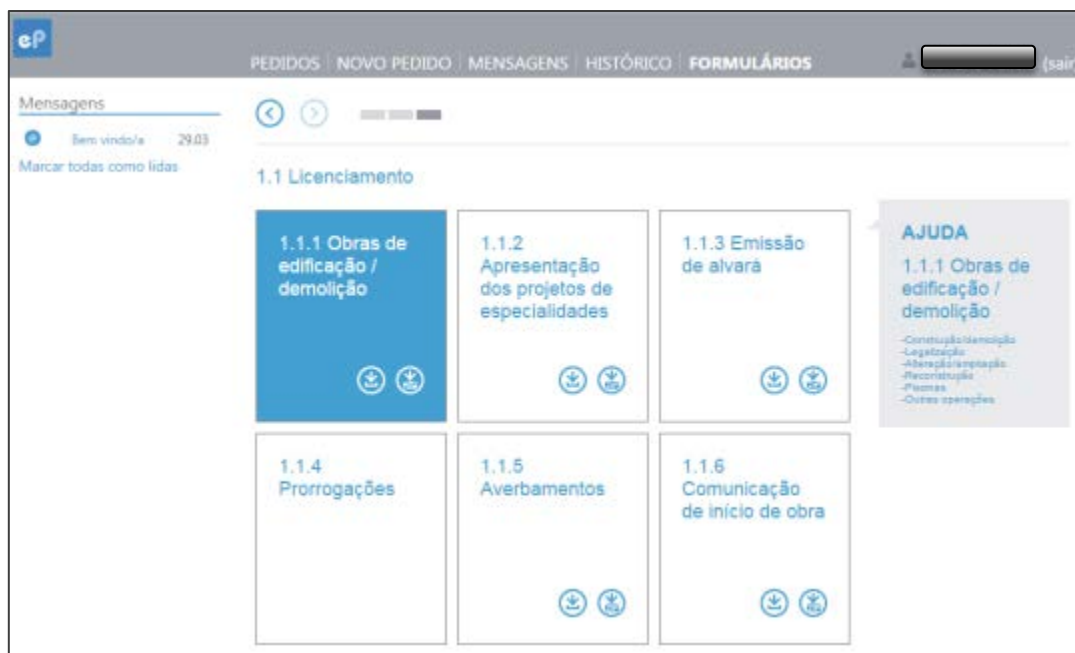 eP
PEDIDOS NOVO PEDIDO MENSAGENS HISTÓRICO FORMULÁRIOS (sair
Mensagens
Bem vindo/a 29.03
Marcar todas como lidas
1.1 Licenciamento
1.1.1 Obras de
edificação /
demolição
1.1.2
Apresentação
dos projetos de
especialidades
1.1.3 Emissão
de alvará
1.1.4
Prorrogações
1.1.5
Averbamentos
1.1.6
Comunicação
de início de obra
AJUDA
1.1.1 Obras de
edificação /
demolição
-Construção/demolição
-Legalização
-Alteração/ampliação
-Reconstrução
-Piscinas
-Outras operações